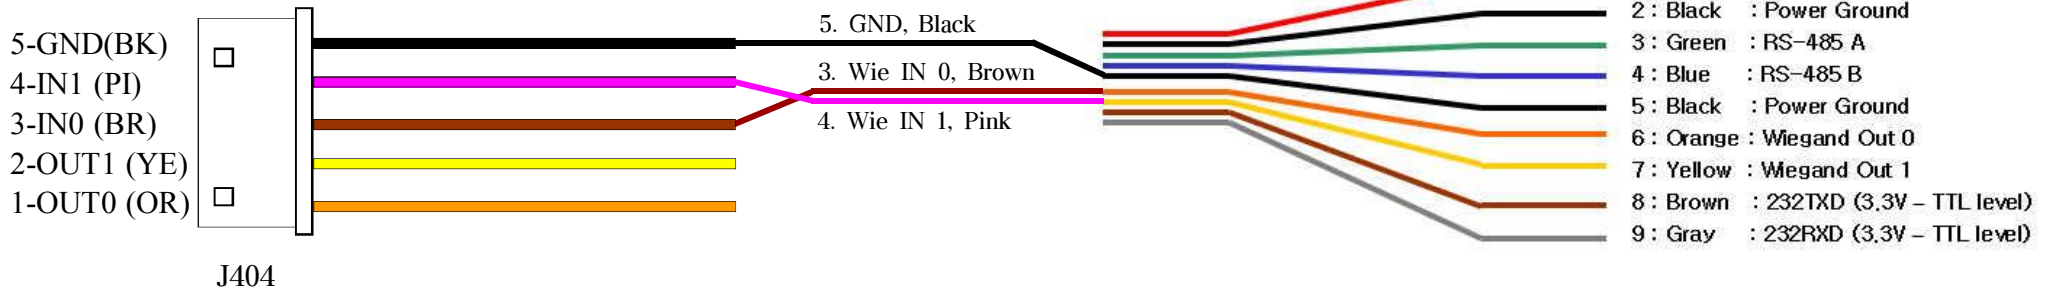 5-GND(BK)
4-IN1 (PI)
3-IN0 (BR)
2-OUT1 (YE)
1-OUT0 (OR)
J404
5. GND, Black
3. Wie IN 0, Brown
4. Wie IN 1, Pink
2 : Black : Power Ground
3 : Green : RS-485 A
4 : Blue : RS-485 B
5 : Black : Power Ground
6 : Orange : Wiegand Out 0
7 : Yellow : Wiegand Out 1
8 : Brown : 232TXD (3.3V – TTL level)
9 : Gray : 232RXD (3.3V – TTL level)